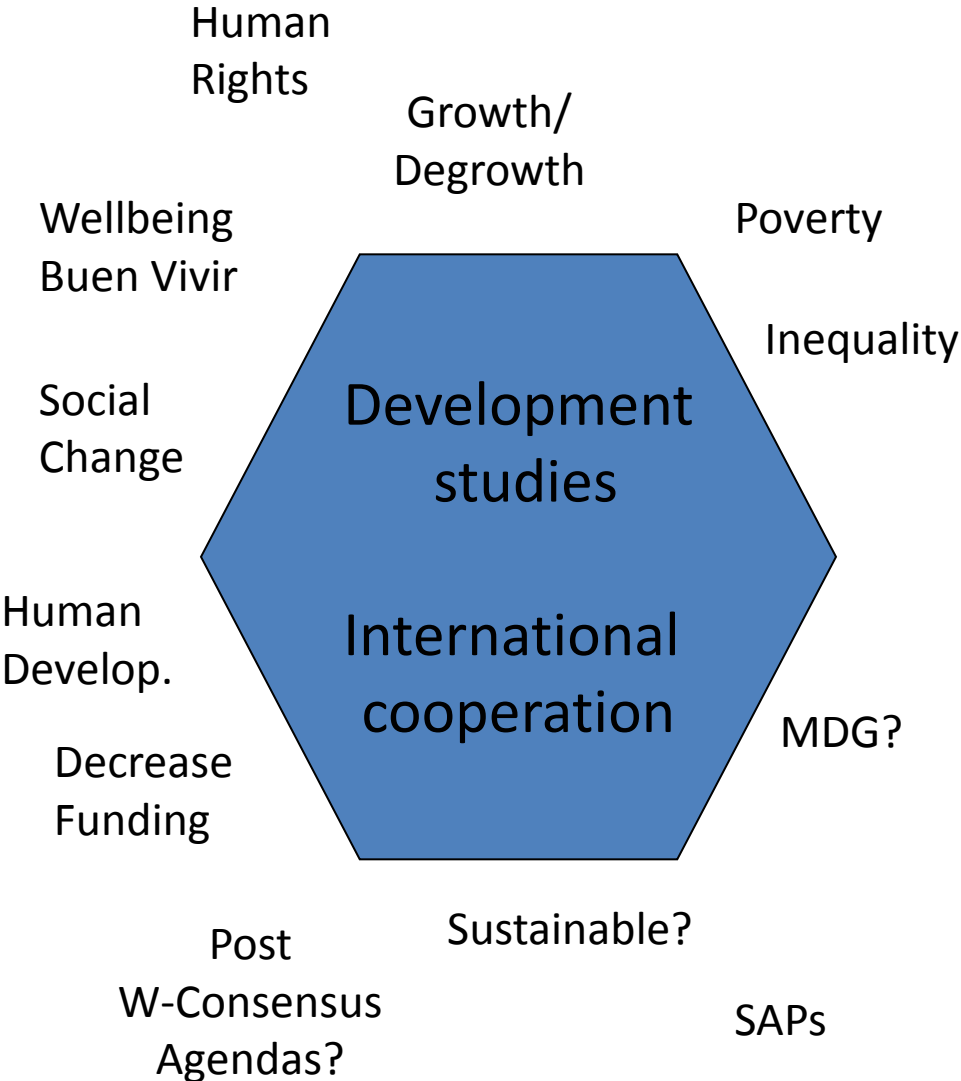 Human
Rights
Growth/
Degrowth
Wellbeing
Buen Vivir
Poverty
Inequality
Social
Change
Development
studies
Human
Develop.
International
cooperation
MDG?
Decrease
Funding
Sustainable?
Post
W-Consensus
Agendas?
SAPs